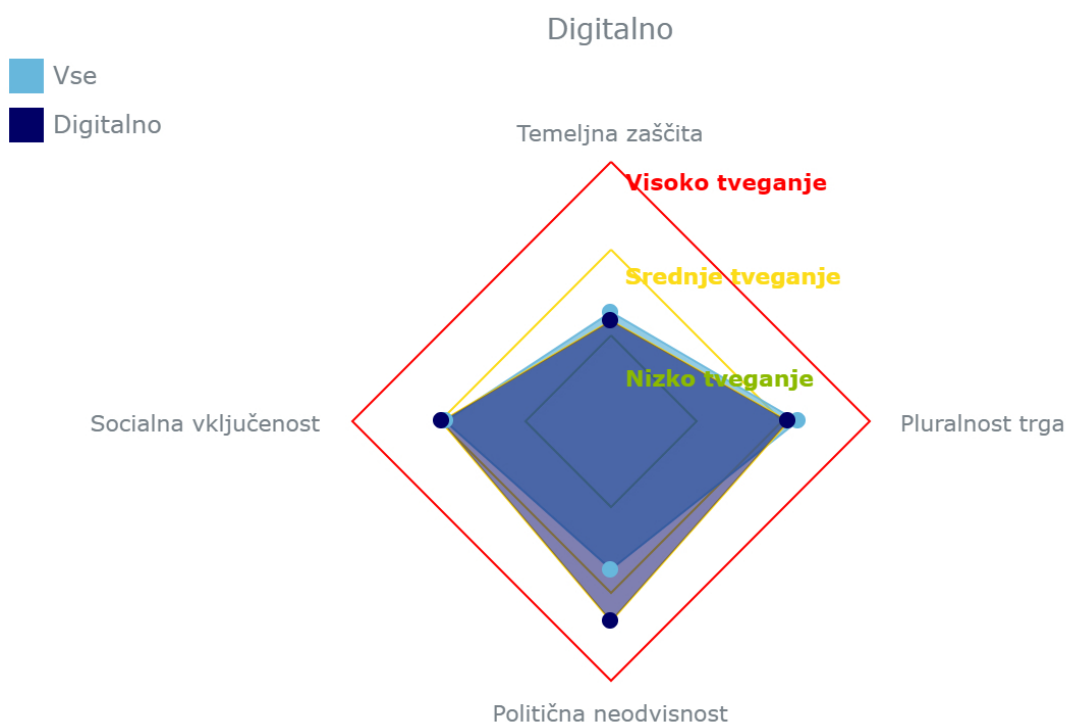 Digitalno
Vse
Digitalno
Temeljna zaščita
Visoko tveganje
Srednje tveganje
Nizko tveganje
Socialna vključenost
Pluralnost trga
Politična neodvisnost